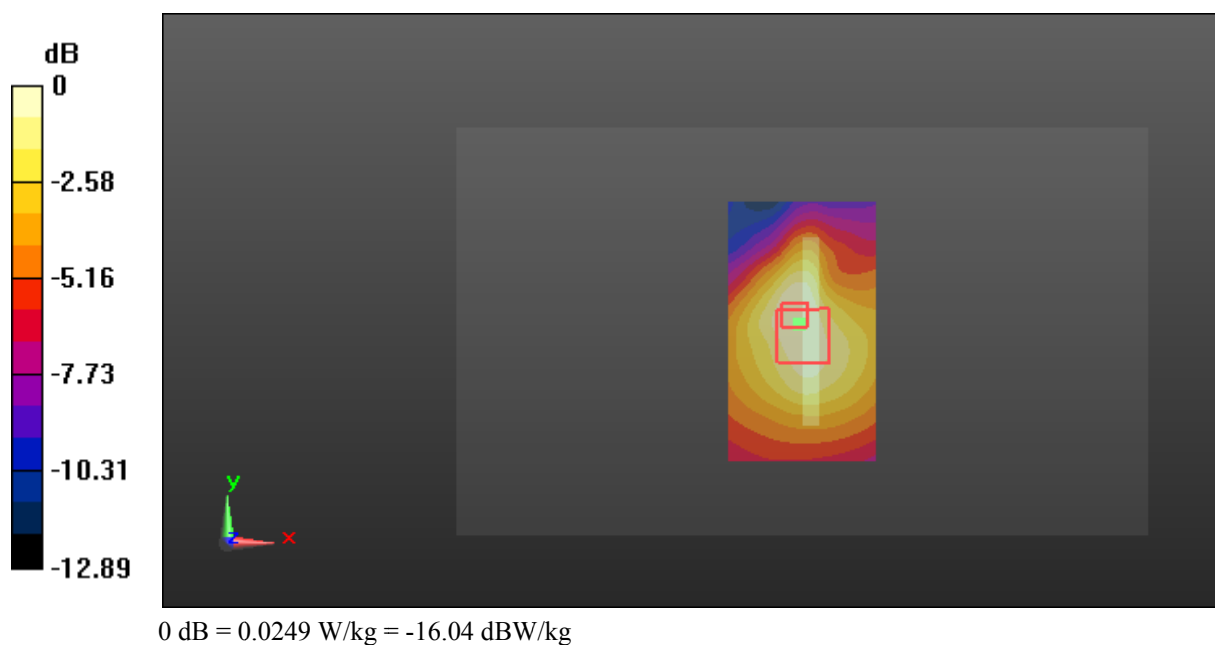 dB
0
-2.58
-5.16
-7.73
-10.31
-12.89
y
z
x
0 dB = 0.0249 W/kg = -16.04 dBW/kg